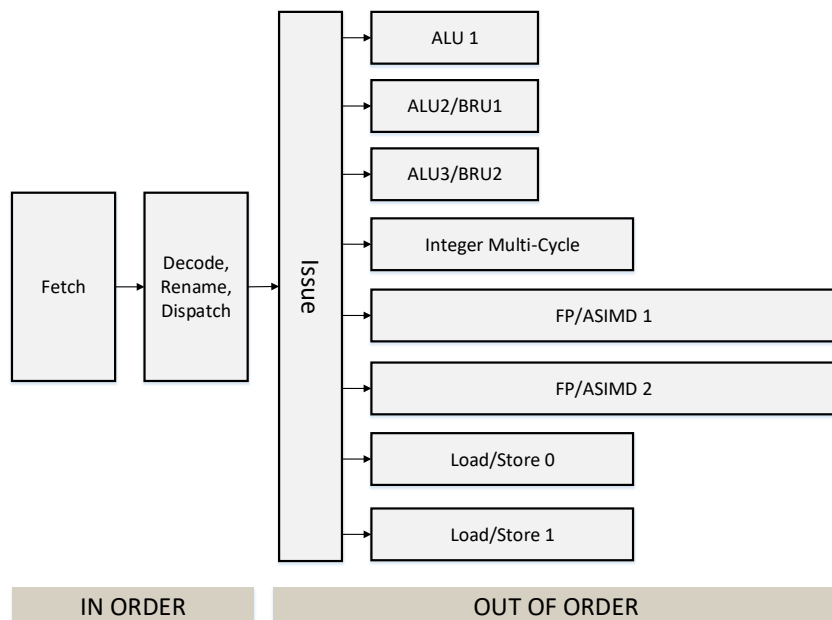 Fetch
Decode,
Rename,
Dispatch
Issue
ALU 1
ALU2/BRU1
ALU3/BRU2
Integer Multi-Cycle
FP/ASIMD 1
FP/ASIMD 2
Load/Store 0
Load/Store 1
IN ORDER
OUT OF ORDER